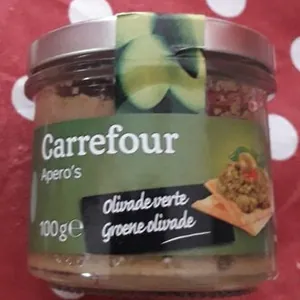 Carrefour
Apero's
Olivade verte
Groene olivade
100g℮